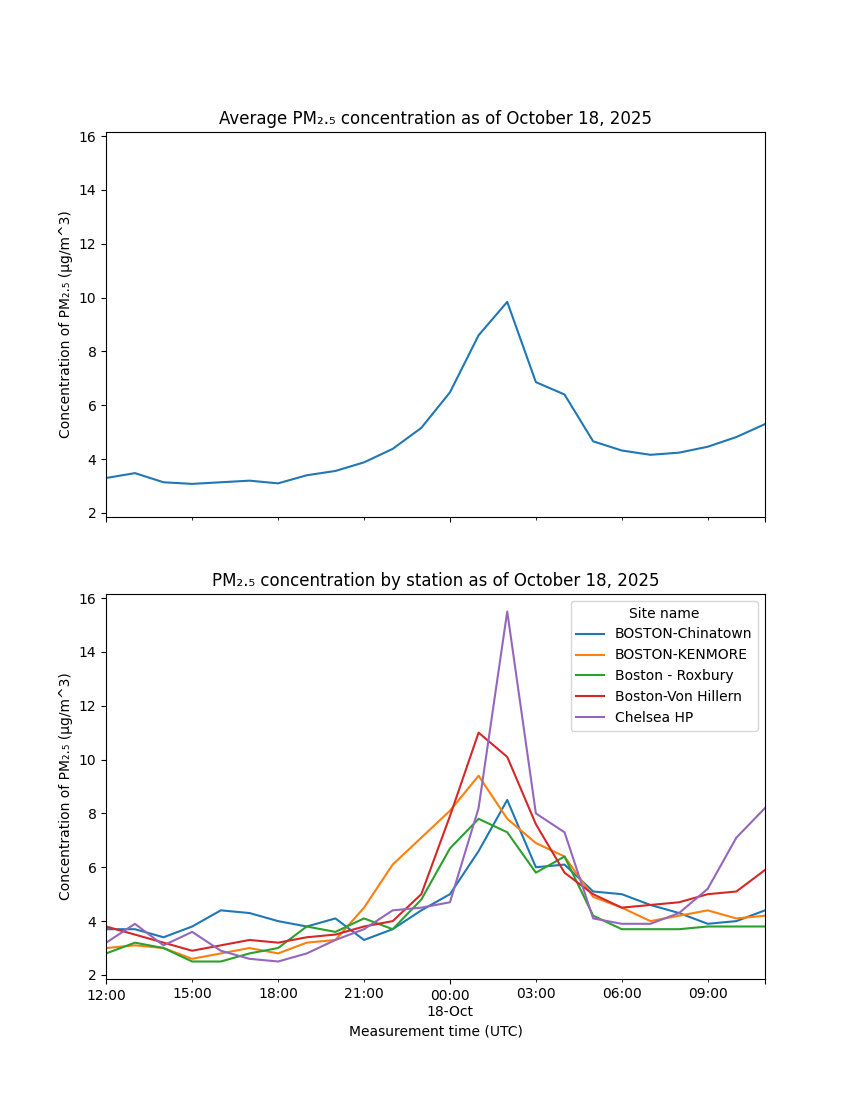 Average PM₂.₅ concentration as of October 18, 2025
16
14
12
10
8
6
4
2
Concentration of PM₂.₅ (µg/m^3)
PM₂.₅ concentration by station as of October 18, 2025
16
14
12
10
8
6
4
2
Concentration of PM₂.₅ (µg/m^3)
Site name
BOSTON-Chinatown
BOSTON-KENMORE
Boston - Roxbury
Boston-Von Hillern
Chelsea HP
12:00 15:00 18:00 21:00 00:00 03:00 06:00 09:00
18-Oct
Measurement time (UTC)